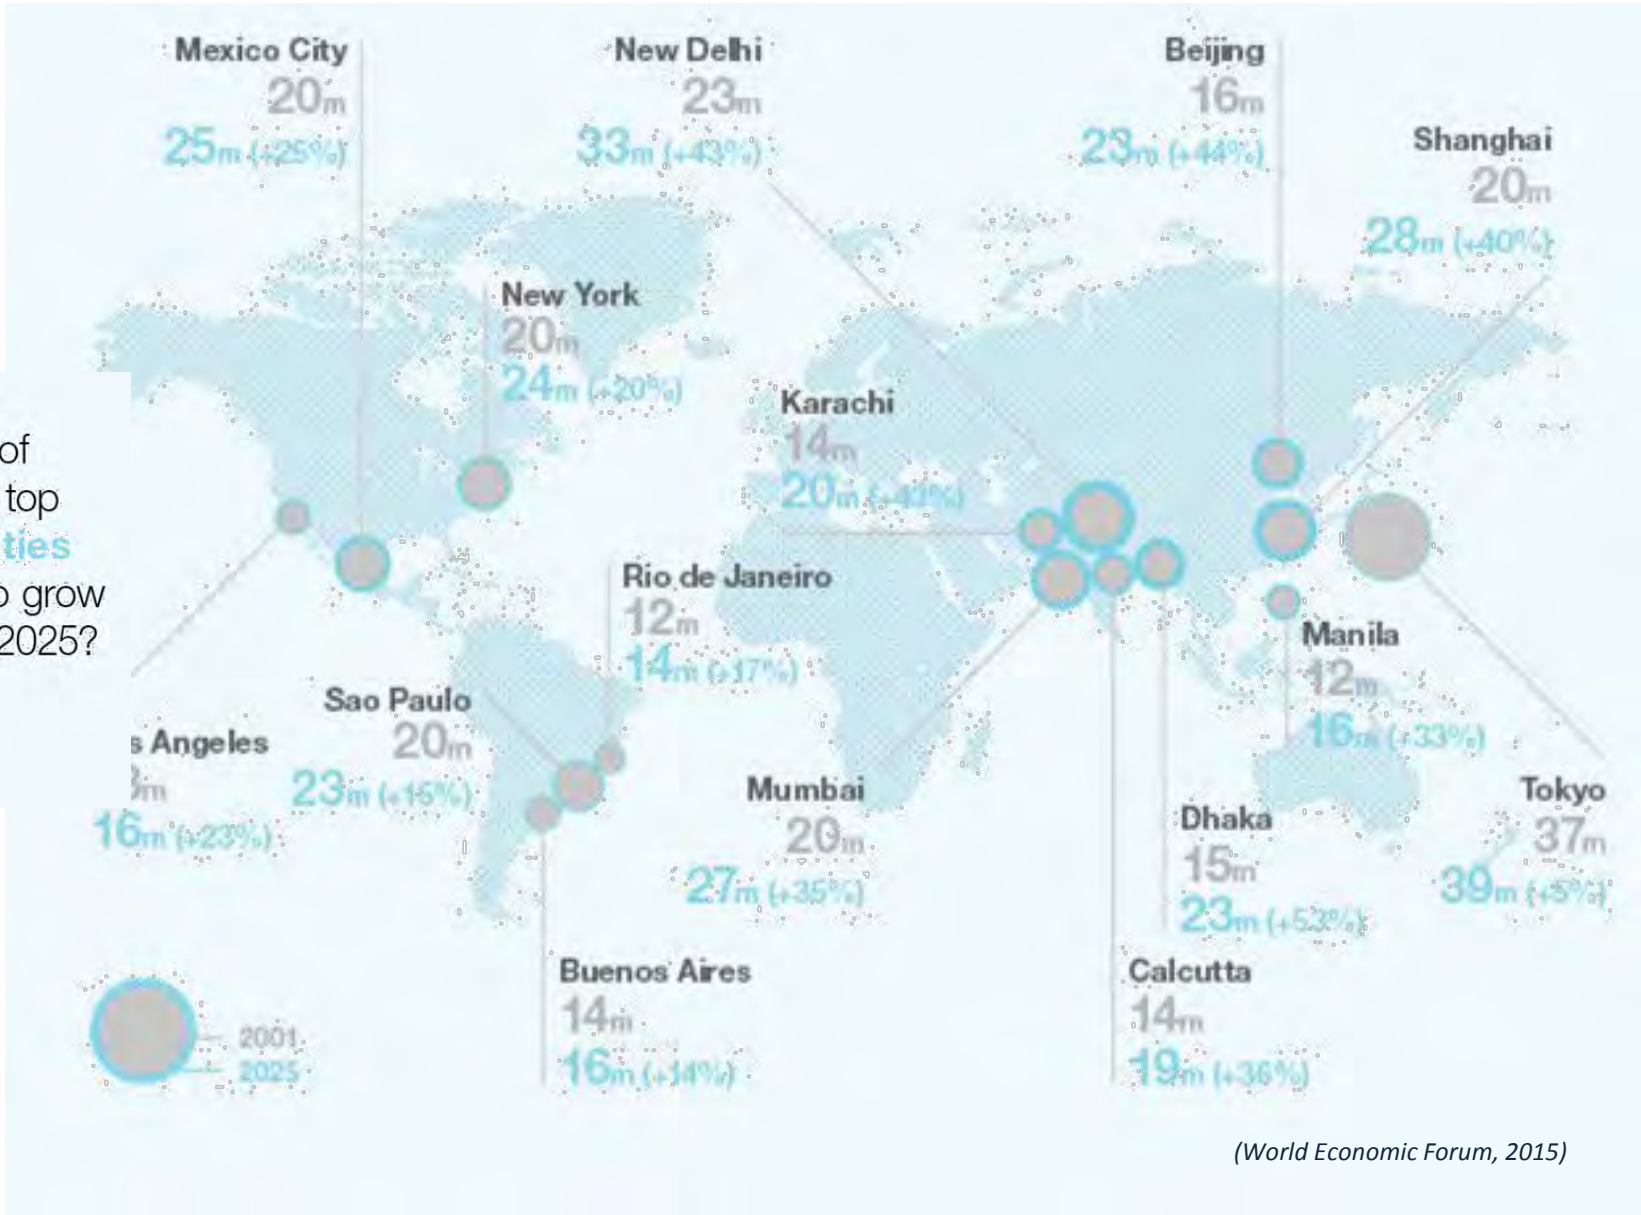 Mexico City
20m
25m (+25%)
New Delhi
23m
33m (+43%)
Beijing
16m
23m (+44%)
Shanghai
20m
28m (+40%)
New York
20m
24m (+20%)
Karachi
14m
20m (+43%)
of
top
ties
grow
2025?
Rio de Janeiro
12m
14m (+17%)
Manila
12m
16m (+33%)
Sao Paulo
20m
23m (+15%)
s Angeles
m
16m (+23%)
Mumbai
20m
27m (+35%)
Dhaka
15m
23m (+53%)
Tokyo
37m
39m (+5%)
Buenos Aires
14m
16m (+14%)
Calcutta
14m
19m (+36%)
2001
2025
(World Economic Forum, 2015)